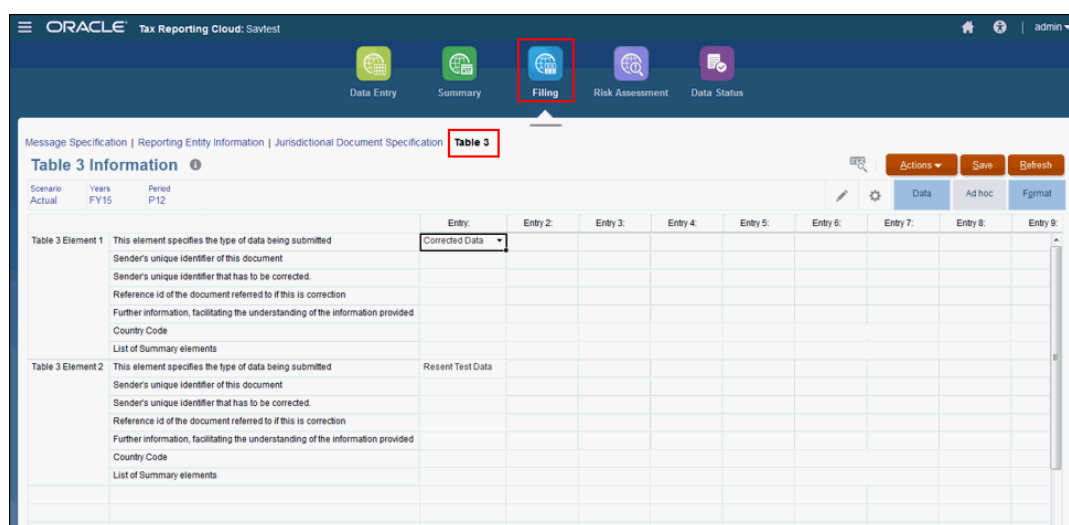 ORACLE Tax Reporting Cloud: Savtest admin
Data Entry Summary Filing Risk Assessment Data Status
Message Specification | Reporting Entity Information | Jurisdictional Document Specification Table 3
Table 3 Information
Actions Save Refresh
Scenario Years Period
Actual FY15 P12
Data Ad hoc Format
Entry: Entry 2: Entry 3: Entry 4: Entry 5: Entry 6: Entry 7: Entry 8: Entry 9:
Table 3 Element 1 This element specifies the type of data being submitted Corrected Data
Sender's unique identifier of this document
Sender's unique identifier that has to be corrected.
Reference id of the document referred to if this is correction
Further information, facilitating the understanding of the information provided
Country Code
List of Summary elements
Table 3 Element 2 This element specifies the type of data being submitted Resent Test Data
Sender's unique identifier of this document
Sender's unique identifier that has to be corrected.
Reference id of the document referred to if this is correction
Further information, facilitating the understanding of the information provided
Country Code
List of Summary elements